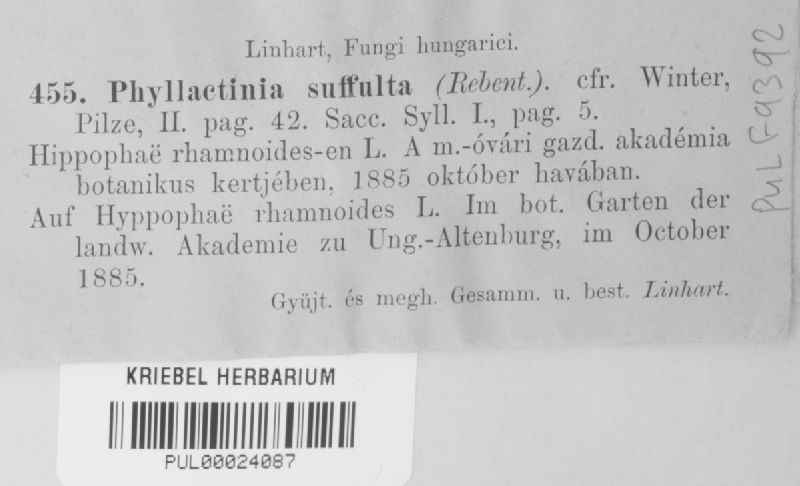 Linhart, Fungi hungarici.
455. Phyllactinia suffulta (Rebent.). cfr. Winter,
Pilze, II. pag. 42. Sacc. Syll. I., pag. 5.
Hippophaë rhamnoides-en L. A m.-óvári gazd. akadémia
botanikus kertjében, 1885 október havában.
Auf Hyppophaë rhamnoides L. Im bot. Garten der
landw. Akademie zu Ung.-Altenburg, im October
1885.
Gyüjt. és megh. Gesamm. u. best. Linhart.
PUL F9392
KRIEBEL HERBARIUM
PUL00024087